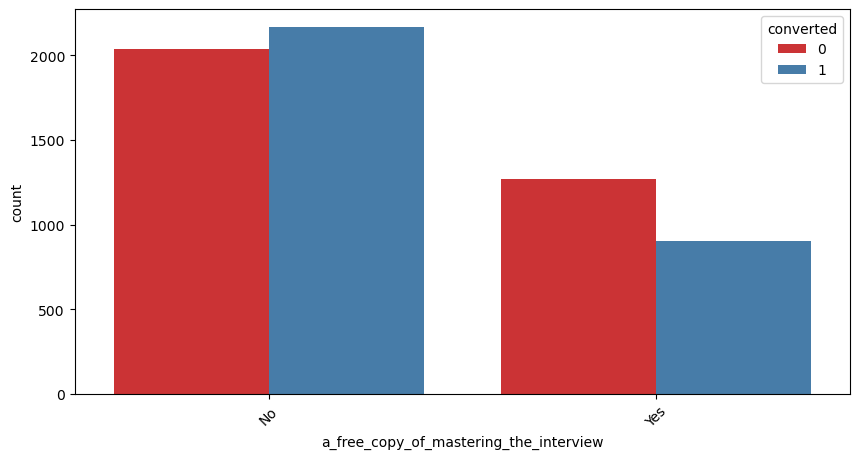 converted
0
1
2000
1500
1000
500
0
count
No
Yes
a_free_copy_of_mastering_the_interview